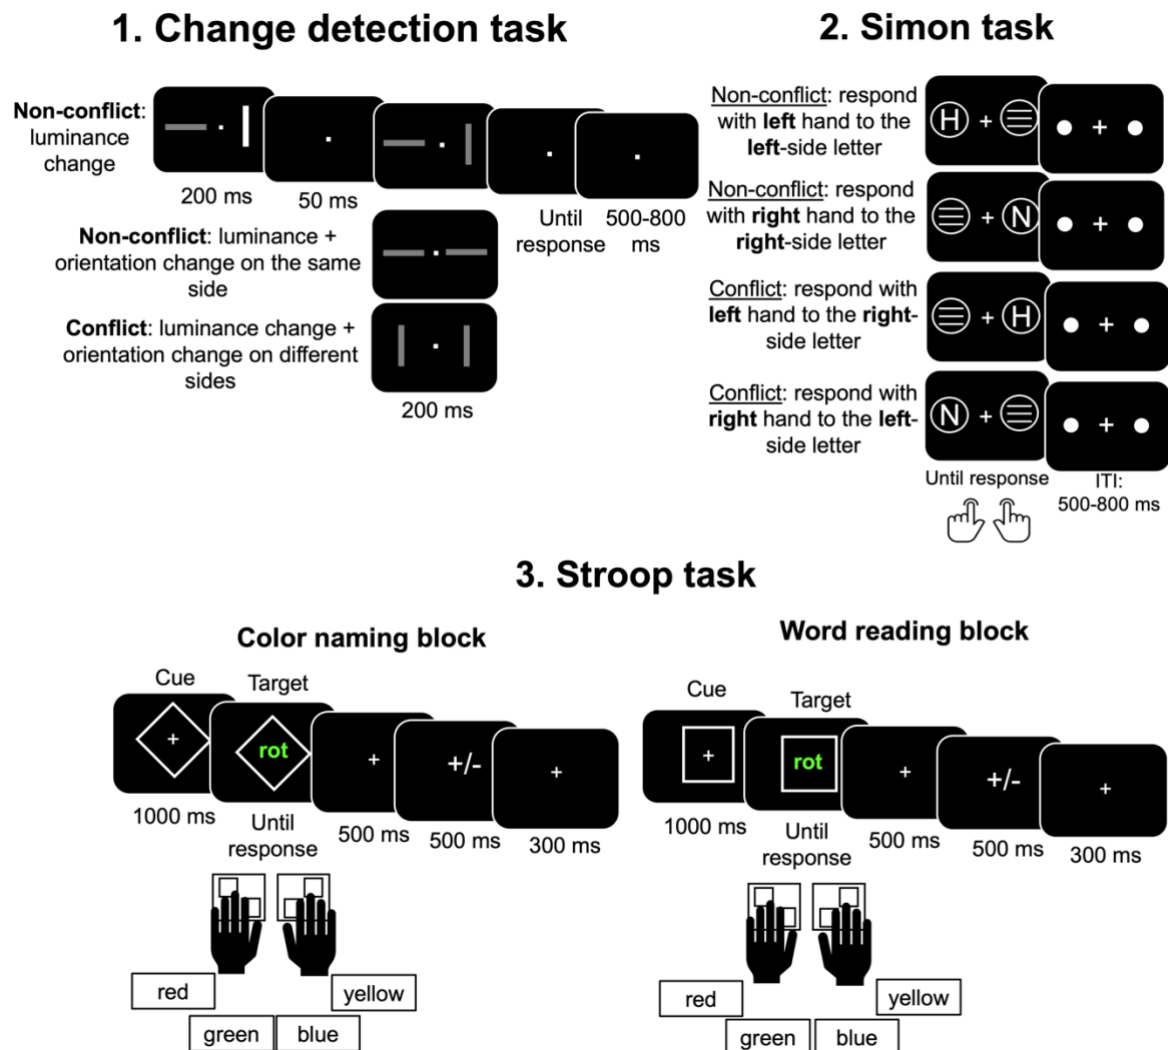 1. Change detection task
Non-conflict:
luminance
change
200 ms
50 ms
Until
response
500-800
ms
Non-conflict: luminance +
orientation change on the same
side
Conflict: luminance change +
orientation change on different
sides
200 ms
2. Simon task
Non-conflict: respond
with left hand to the
left-side letter
H + 
+
Non-conflict: respond
with right hand to the
right-side letter
+ N
+
Conflict: respond with
left hand to the right-
side letter
+ H
+
Conflict: respond with
right hand to the left-
side letter
N +
+
Until response
ITI:
500-800 ms
3. Stroop task
Color naming block
Cue
Target
+
rot
+
+/-
+
1000 ms
Until
response
500 ms
500 ms
300 ms
red
green
blue
yellow
Word reading block
Cue
Target
+
rot
+
+/-
+
1000 ms
Until
response
500 ms
500 ms
300 ms
red
green
blue
yellow